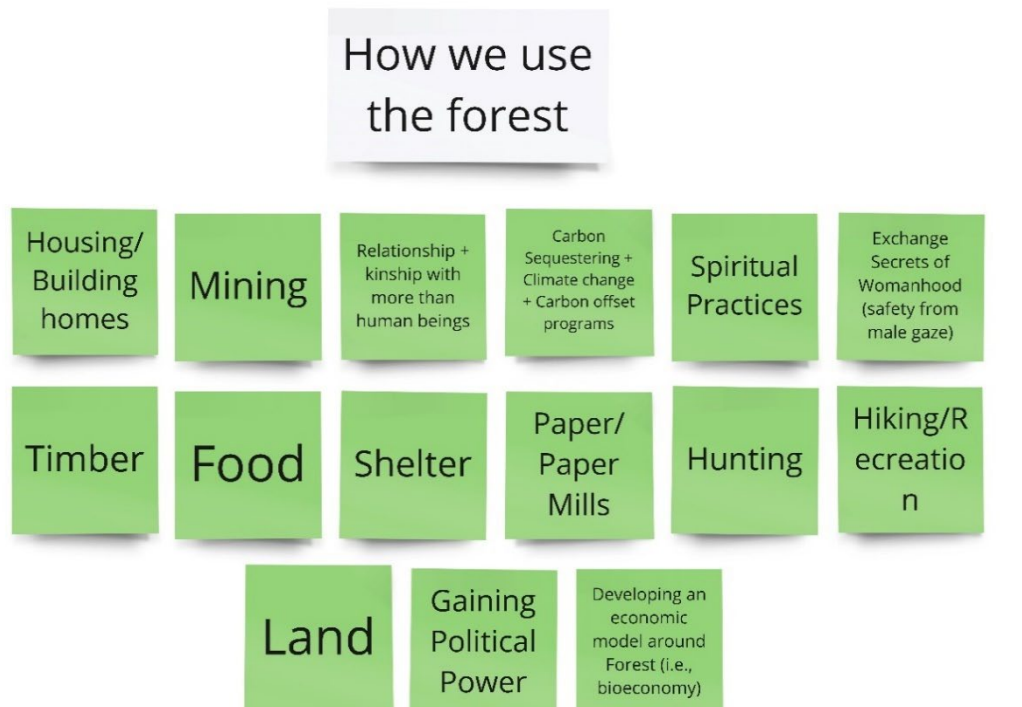 How we use
the forest
Housing/
Building
homes
Mining
Relationship +
kinship with
more than
human beings
Carbon
Sequestering +
Climate change
+ Carbon offset
programs
Spiritual
Practices
Exchange
Secrets of
Womanhood
(safety from
male gaze)
Timber
Food
Shelter
Paper/
Paper
Mills
Hunting
Hiking/R
ecreatio
n
Land
Gaining
Political
Power
Developing an
economic
model around
Forest (i.e.,
bioeconomy)